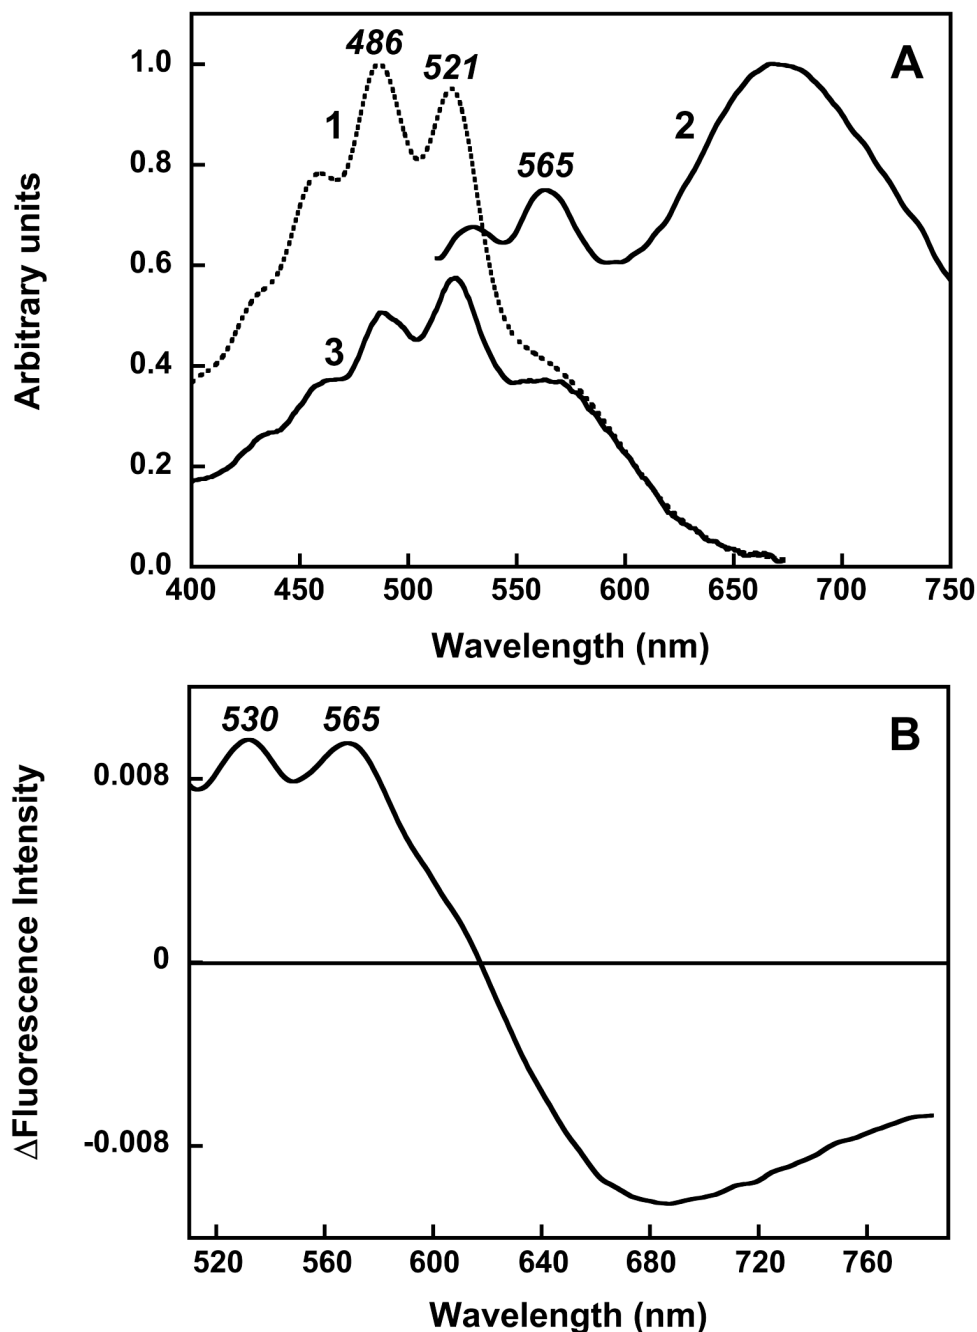 A
486
521
565
1
2
3
1.0
0.8
0.6
0.4
0.2
0.0
Arbitrary units
400 450 500 550 600 650 700 750
Wavelength (nm)
B
530 565
0.008
0
-0.008
ΔFluorescence Intensity
520 560 600 640 680 720 760
Wavelength (nm)